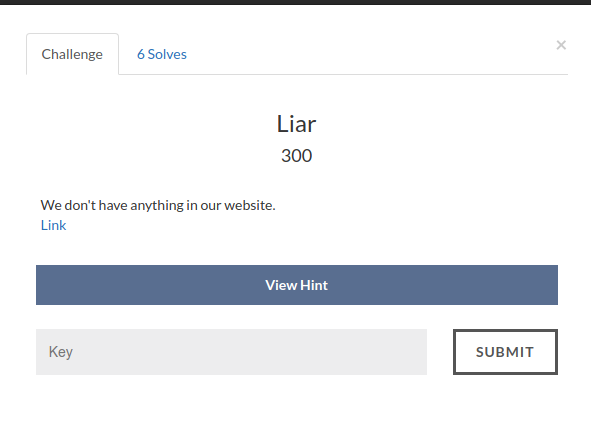 Challenge
6 Solves
×
Liar
300
We don't have anything in our website.
Link
View Hint
Key
SUBMIT